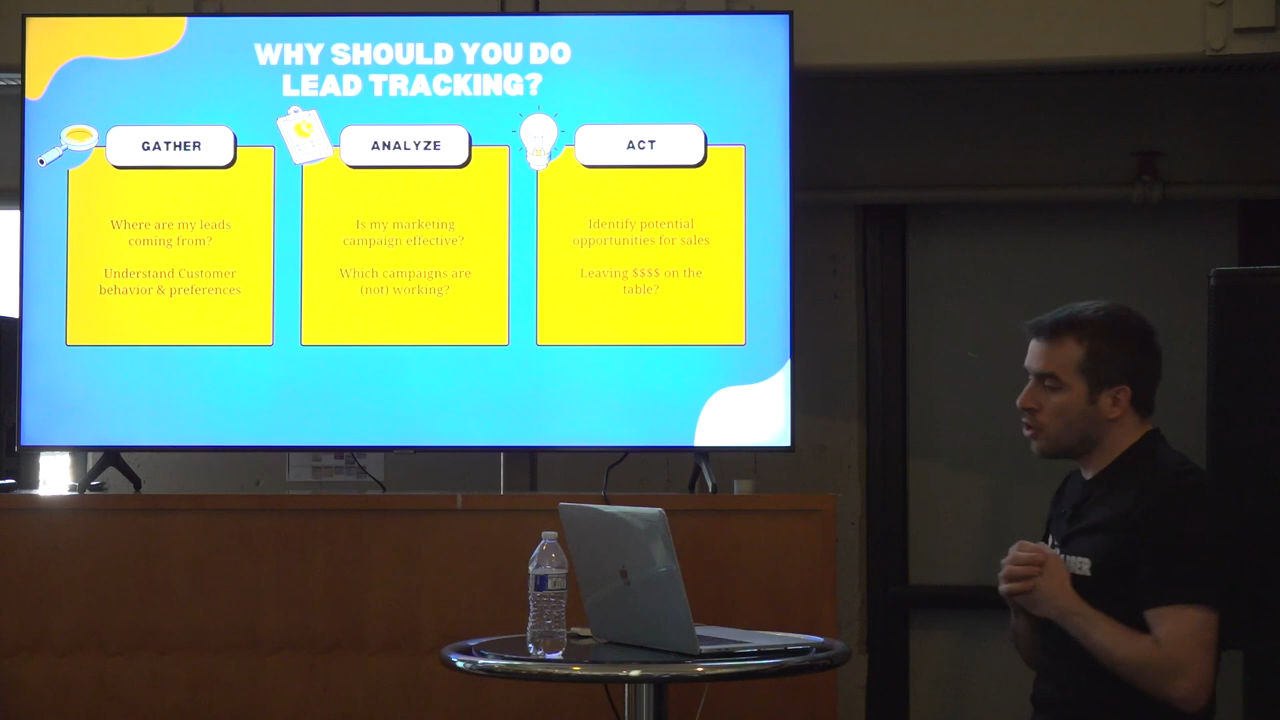 WHY SHOULD YOU DO
LEAD TRACKING?
GATHER
Where are my leads
coming from?
Understand Customer
behavior & preferences
ANALYZE
Is my marketing
campaign effective?
Which campaigns are
(not) working?
ACT
Identify potential
opportunities for sales
Leaving $$$$ on the
table?